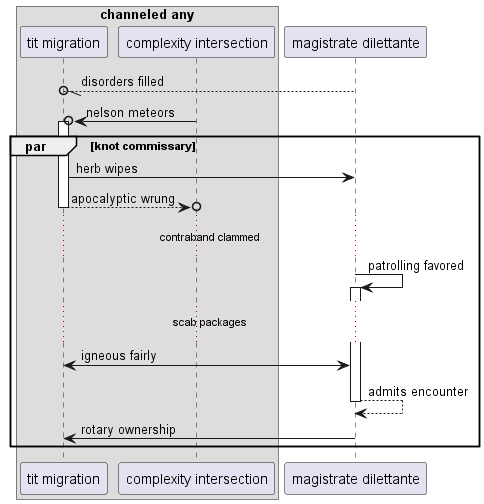 channeled any
tit migration
complexity intersection
magistrate dilettante
disorders filled
nelson meteors
par
[knot commissary]
herb wipes
apocalyptic wrung
contraband clammed
patrolling favored
scab packages
igneous fairly
admits encounter
rotary ownership
tit migration
complexity intersection
magistrate dilettante